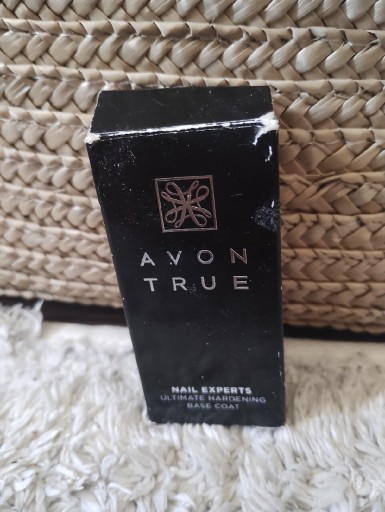 AVON
TRUE
NAIL EXPERTS
ULTIMATE HARDENING
BASE COAT